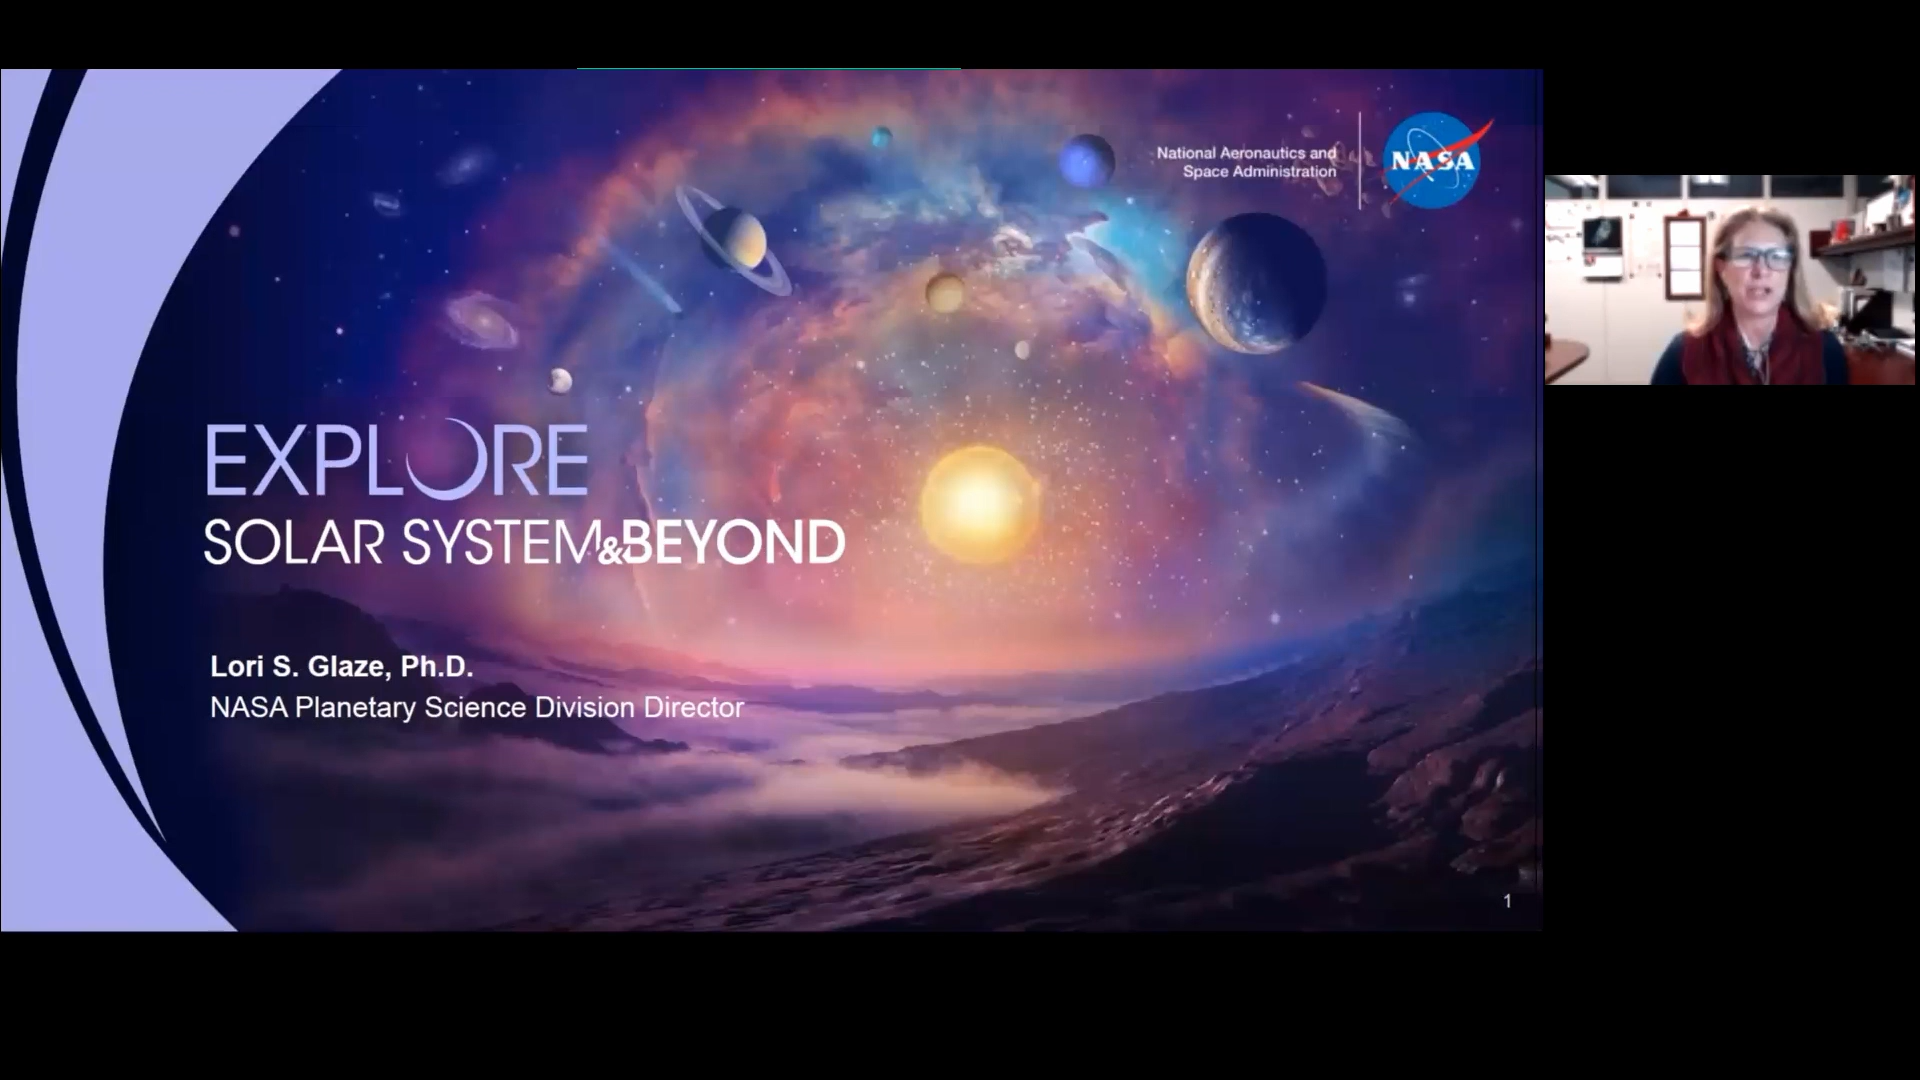 National Aeronautics and
Space Administration
NASA
EXPLORE
SOLAR SYSTEM&BEYOND
Lori S. Glaze, Ph.D.
NASA Planetary Science Division Director
1